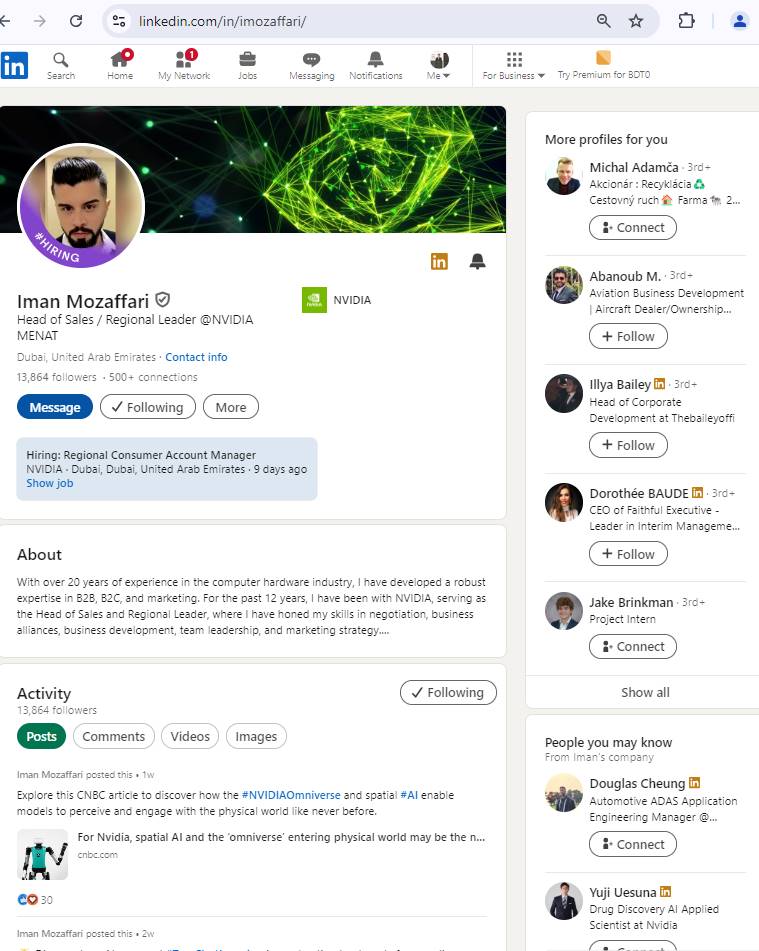 linkedin.com/in/imozaffari/
in
Search
Home
1
My Network
Jobs
Messaging
Notifications
Me
For Business
Try Premium for BDT0
#HIRING
in
Iman Mozaffari
Head of Sales / Regional Leader @NVIDIA
MENAT
NVIDIA
Dubai, United Arab Emirates · Contact info
13,864 followers · 500+ connections
Message
Following
More
Hiring: Regional Consumer Account Manager
NVIDIA · Dubai, Dubai, United Arab Emirates · 9 days ago
Show job
About
With over 20 years of experience in the computer hardware industry, I have developed a robust
expertise in B2B, B2C, and marketing. For the past 12 years, I have been with NVIDIA, serving as
the Head of Sales and Regional Leader, where I have honed my skills in negotiation, business
alliances, business development, team leadership, and marketing strategy....
Activity
13,864 followers
Following
Posts
Comments
Videos
Images
Iman Mozaffari posted this • 1w
Explore this CNBC article to discover how the #NVIDIAOmniverse and spatial #AI enable
models to perceive and engage with the physical world like never before.
For Nvidia, spatial AI and the 'omniverse' entering physical world may be the n...
cnbc.com
30
Iman Mozaffari posted this • 2w
More profiles for you
Michal Adamča · 3rd+
Akcionár : Recyklácia♻️
Cestovný ruch🏠 Farma🐄 2...
Connect
Abanoub M. · 3rd+
Aviation Business Development
| Aircraft Dealer/Ownership...
+ Follow
Illya Bailey in · 3rd+
Head of Corporate
Development at Thebaileyoffi
+ Follow
Dorothée BAUDE in · 3rd+
CEO of Faithful Executive -
Leader in Interim Manageme...
+ Follow
Jake Brinkman · 3rd+
Project Intern
Connect
Show all
People you may know
From Iman's company
Douglas Cheung in
Automotive ADAS Application
Engineering Manager @...
Connect
Yuji Uesuna in
Drug Discovery AI Applied
Scientist at Nvidia